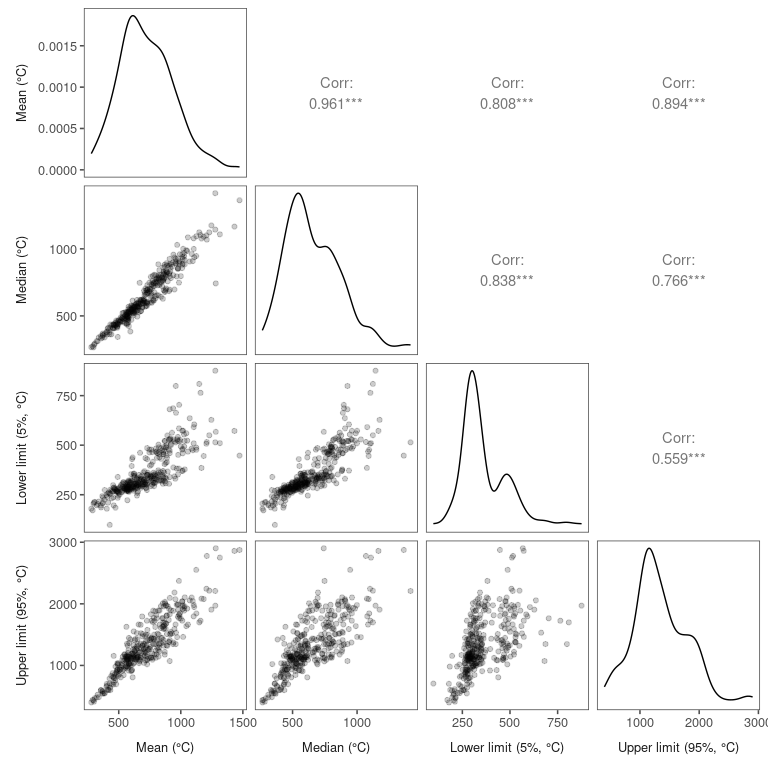 Mean (°C)
0.0015
0.0010
0.0005
0.0000
Corr:
0.961***
Corr:
0.808***
Corr:
0.894***
Median (°C)
1000
500
Corr:
0.838***
Corr:
0.766***
Lower limit (5%, °C)
750
500
250
Corr:
0.559***
Upper limit (95%, °C)
3000
2000
1000
500
1000
1500
500
1000
250
500
750
1000
2000
3000
Mean (°C)
Median (°C)
Lower limit (5%, °C)
Upper limit (95%, °C)